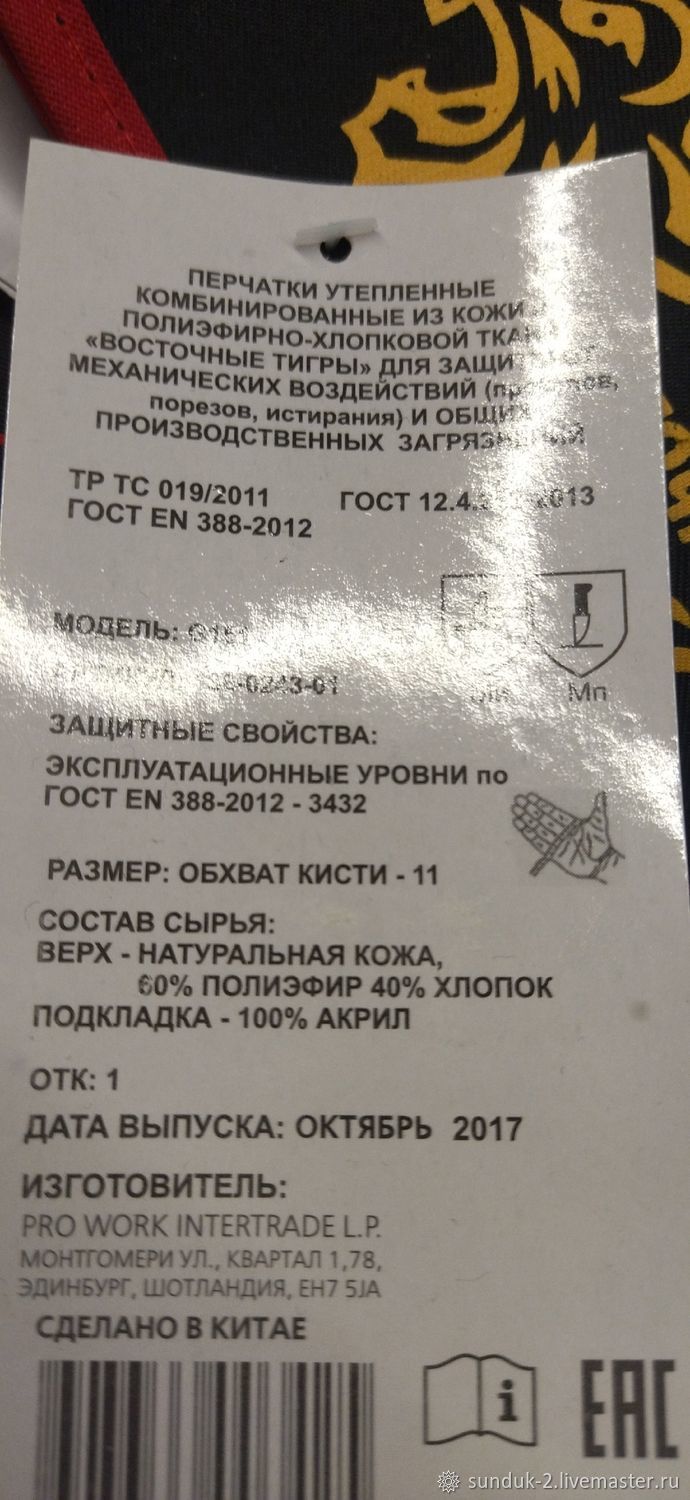 ПЕРЧАТКИ УТЕПЛЕННЫЕ
КОМБИНИРОВАННЫЕ ИЗ КОЖИ
ПОЛИЭФИРНО-ХЛОПКОВОЙ
«ВОСТОЧНЫЕ ТИГРЫ» ДЛЯ
МЕХАНИЧЕСКИХ ВОЗДЕЙСТВИЙ
порезов, истирания) И ОБЩИХ
ПРОИЗВОДСТВЕННЫХ
ТР ТС 019/2011 ГОСТ
ГОСТ EN 388-2012
МОДЕЛЬ:
Мп
ЗАЩИТНЫЕ СВОЙСТВА:
ЭКСПЛУАТАЦИОННЫЕ УРОВНИ по
ГОСТ EN 388-2012 - 3432
РАЗМЕР: ОБХВАТ КИСТИ - 11
СОСТАВ СЫРЬЯ:
ВЕРХ - НАТУРАЛЬНАЯ КОЖА,
60% ПОЛИЭФИР 40% ХЛОПОК
ПОДКЛАДКА - 100% АКРИЛ
ОТК: 1
ДАТА ВЫПУСКА: ОКТЯБРЬ 2017
ИЗГОТОВИТЕЛЬ:
PRO WORK INTERTRADE L.P.
МОНТГОМЕРИ УЛ., КВАРТАЛ 1,78,
ЭДИНБУРГ, ШОТЛАНДИЯ, EH7 5JA
СДЕЛАНО В КИТАЕ
i
EAC
sunduk-2.livemaster.ru